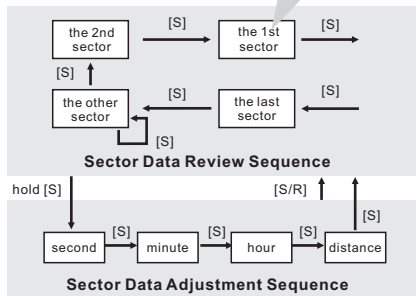 [S] [S]
the 2nd
sector
the 1st
sector
[S]
[S] [S]
the other
sector
the last
sector
[S]
Sector Data Review Sequence
hold [S] [S/R]
[S]
[S] [S] [S]
second minute hour distance
Sector Data Adjustment Sequence